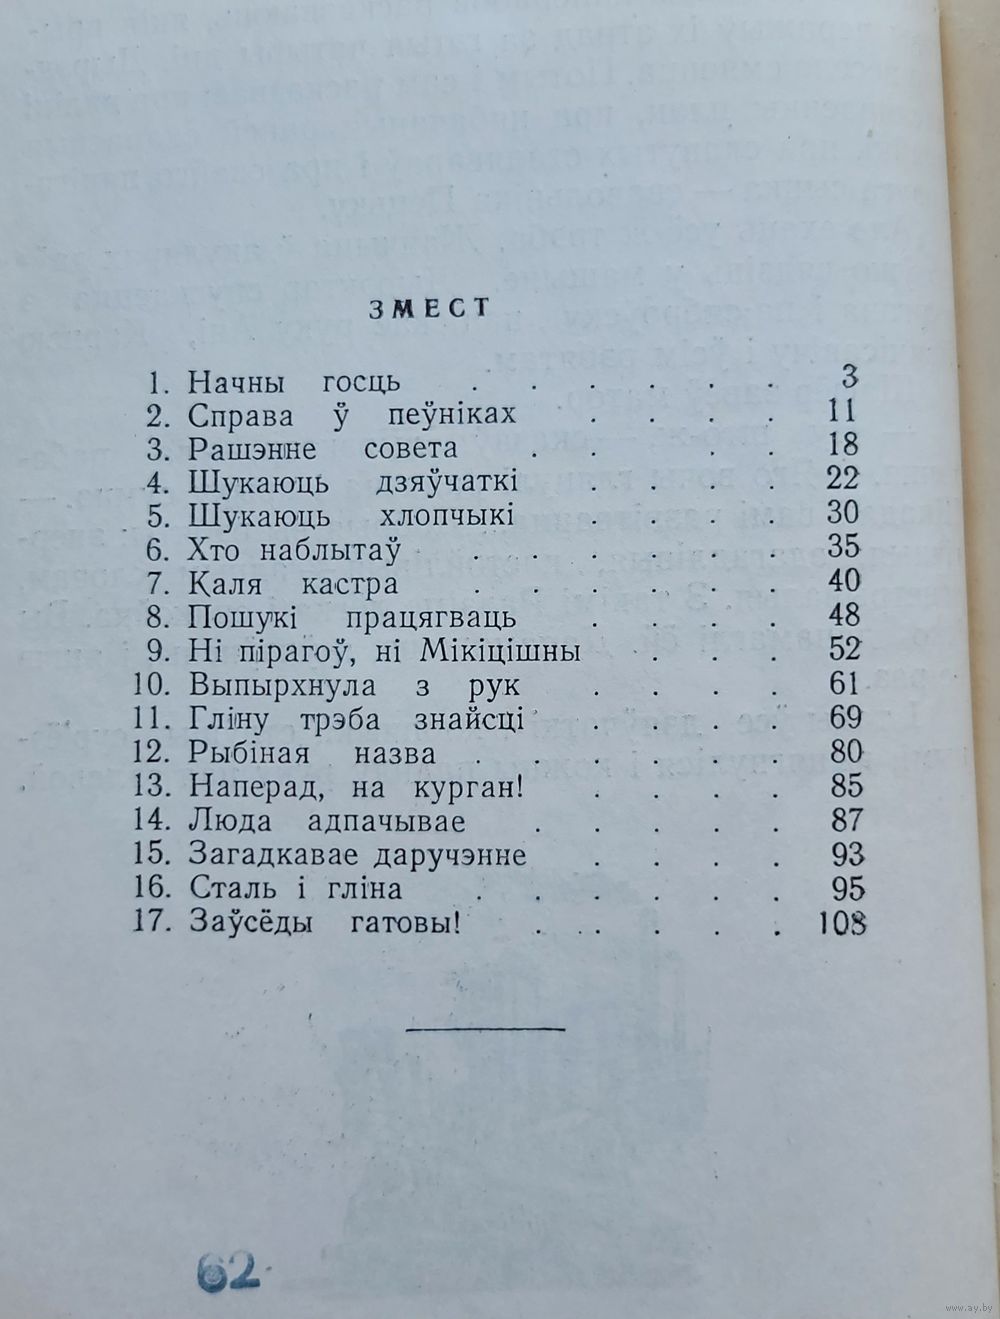 ЗМЕСТ
1. Начны госць . . . . . . 3
2. Справа ў пеўніках . . . . 11
3. Рашэнне совета . . . . 18
4. Шукаюць дзяўчаткі . . . . 22
5. Шукаюць хлопчыкі . . . . 30
6. Хто наблытаў . . . . . . 35
7. Каля кастра . . . . . . 40
8. Пошукі працягваць . . . . 48
9. Ні пірагоў, ні Мікіцішны . . . 52
10. Выпырхнула з рук . . . . 61
11. Гліну трэба знайсці . . . . 69
12. Рыбіная назва . . . . . . 80
13. Наперад, на курган! . . . . 85
14. Люда адпачывае . . . . . 87
15. Загадкавае даручэнне . . . . 93
16. Сталь і гліна . . . . . . 95
17. Заўсёды гатовы! . . . . . 108
62
www.ay.by